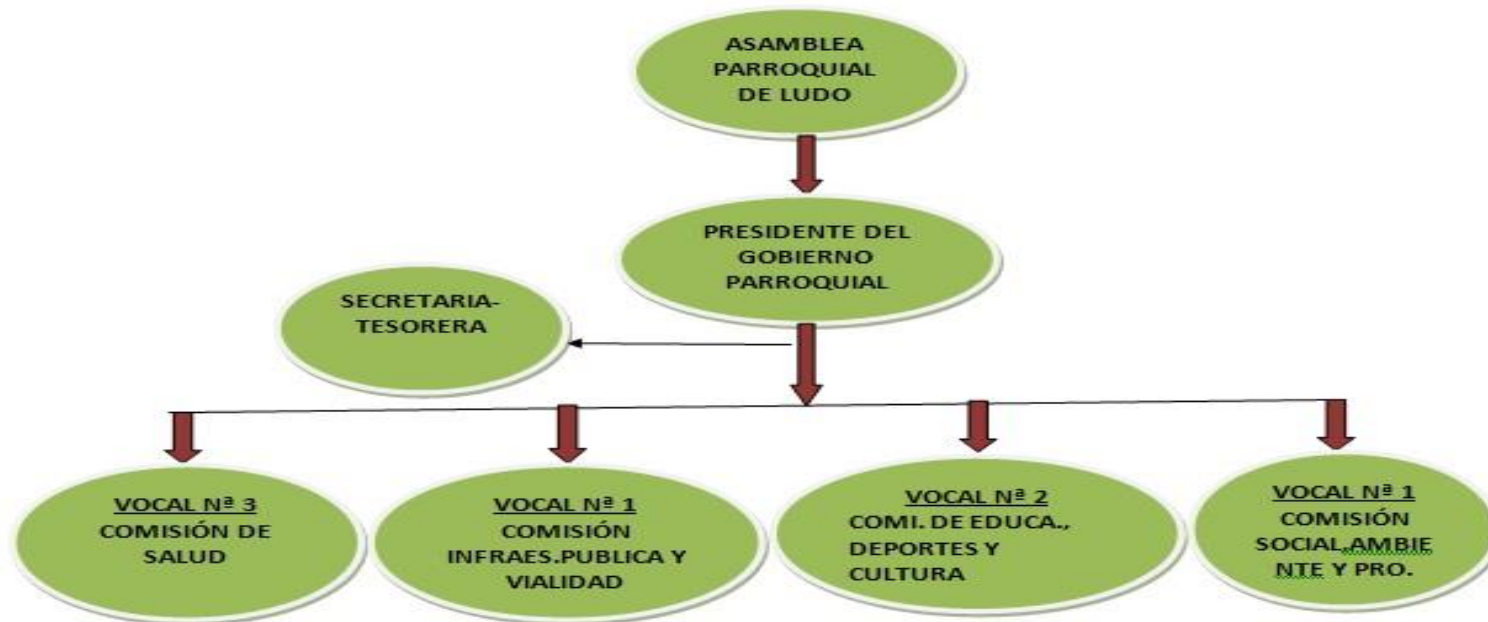 ASAMBLEA
PARROQUIAL
DE LUDO
PRESIDENTE DEL
GOBIERNO
PARROQUIAL
SECRETARIA-
TESORERA
VOCAL Nª 3
COMISIÓN DE
SALUD
VOCAL Nª 1
COMISIÓN
INFRAES.PUBLICA Y
VIALIDAD
VOCAL Nª 2
COMI. DE EDUCA.,
DEPORTES Y
CULTURA
VOCAL Nª 1
COMISIÓN
SOCIAL,AMBIE
NTE Y PRO.